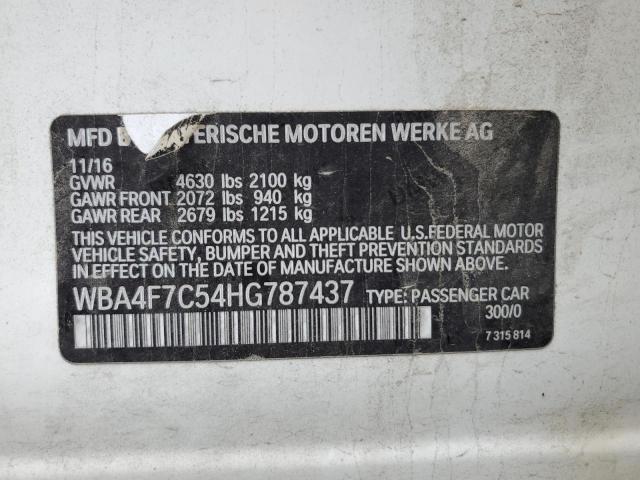 MFD B BAYERISCHE MOTOREN WERKE AG
11/16
GVWR 4630 lbs 2100 kg
GAWR FRONT 2072 lbs 940 kg
GAWR REAR 2679 lbs 1215 kg
THIS VEHICLE CONFORMS TO ALL APPLICABLE U.S.FEDERAL MOTOR
VEHICLE SAFETY, BUMPER AND THEFT PREVENTION STANDARDS
IN EFFECT ON THE DATE OF MANUFACTURE SHOWN ABOVE.
WBA4F7C54HG787437 TYPE: PASSENGER CAR
300/0
7 315 814